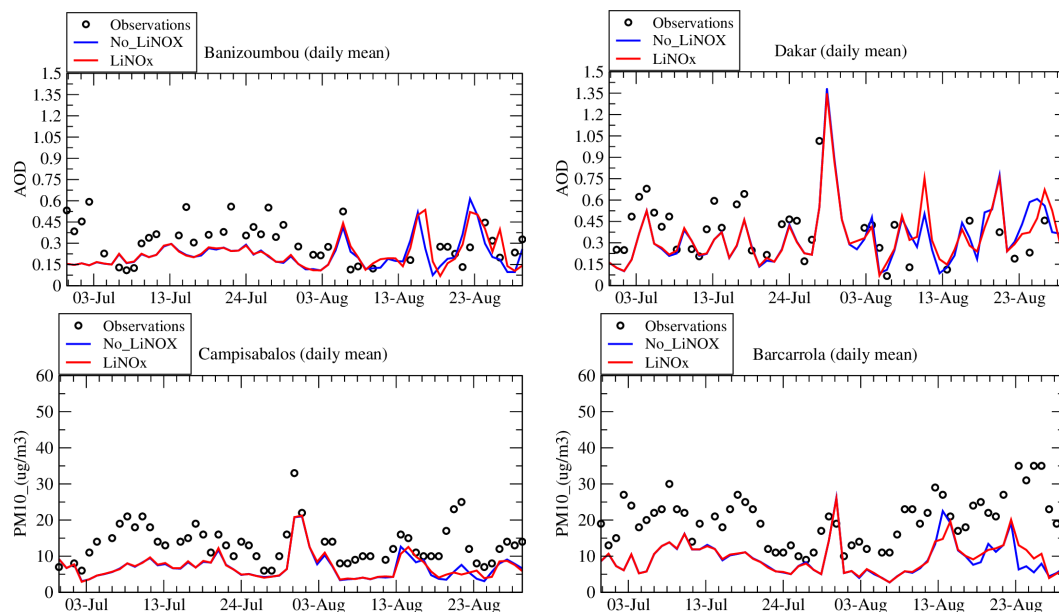 Observations
No_LiNOX
LiNOx
Banizoumbou (daily mean)
AOD
1.5
1.35
1.2
1.05
0.9
0.75
0.6
0.45
0.3
0.15
0
03-Jul 13-Jul 24-Jul 03-Aug 13-Aug 23-Aug
Observations
No_LiNOX
LiNOx
Dakar (daily mean)
AOD
1.5
1.35
1.2
1.05
0.9
0.75
0.6
0.45
0.3
0.15
0
03-Jul 13-Jul 24-Jul 03-Aug 13-Aug 23-Aug
Observations
No_LiNOX
LiNOx
Campisabalos (daily mean)
PM10_(ug/m3)
60
50
40
30
20
10
0
03-Jul 13-Jul 24-Jul 03-Aug 13-Aug 23-Aug
Observations
No_LiNOX
LiNOx
Barcarrola (daily mean)
PM10_(ug/m3)
60
50
40
30
20
10
0
03-Jul 13-Jul 24-Jul 03-Aug 13-Aug 23-Aug